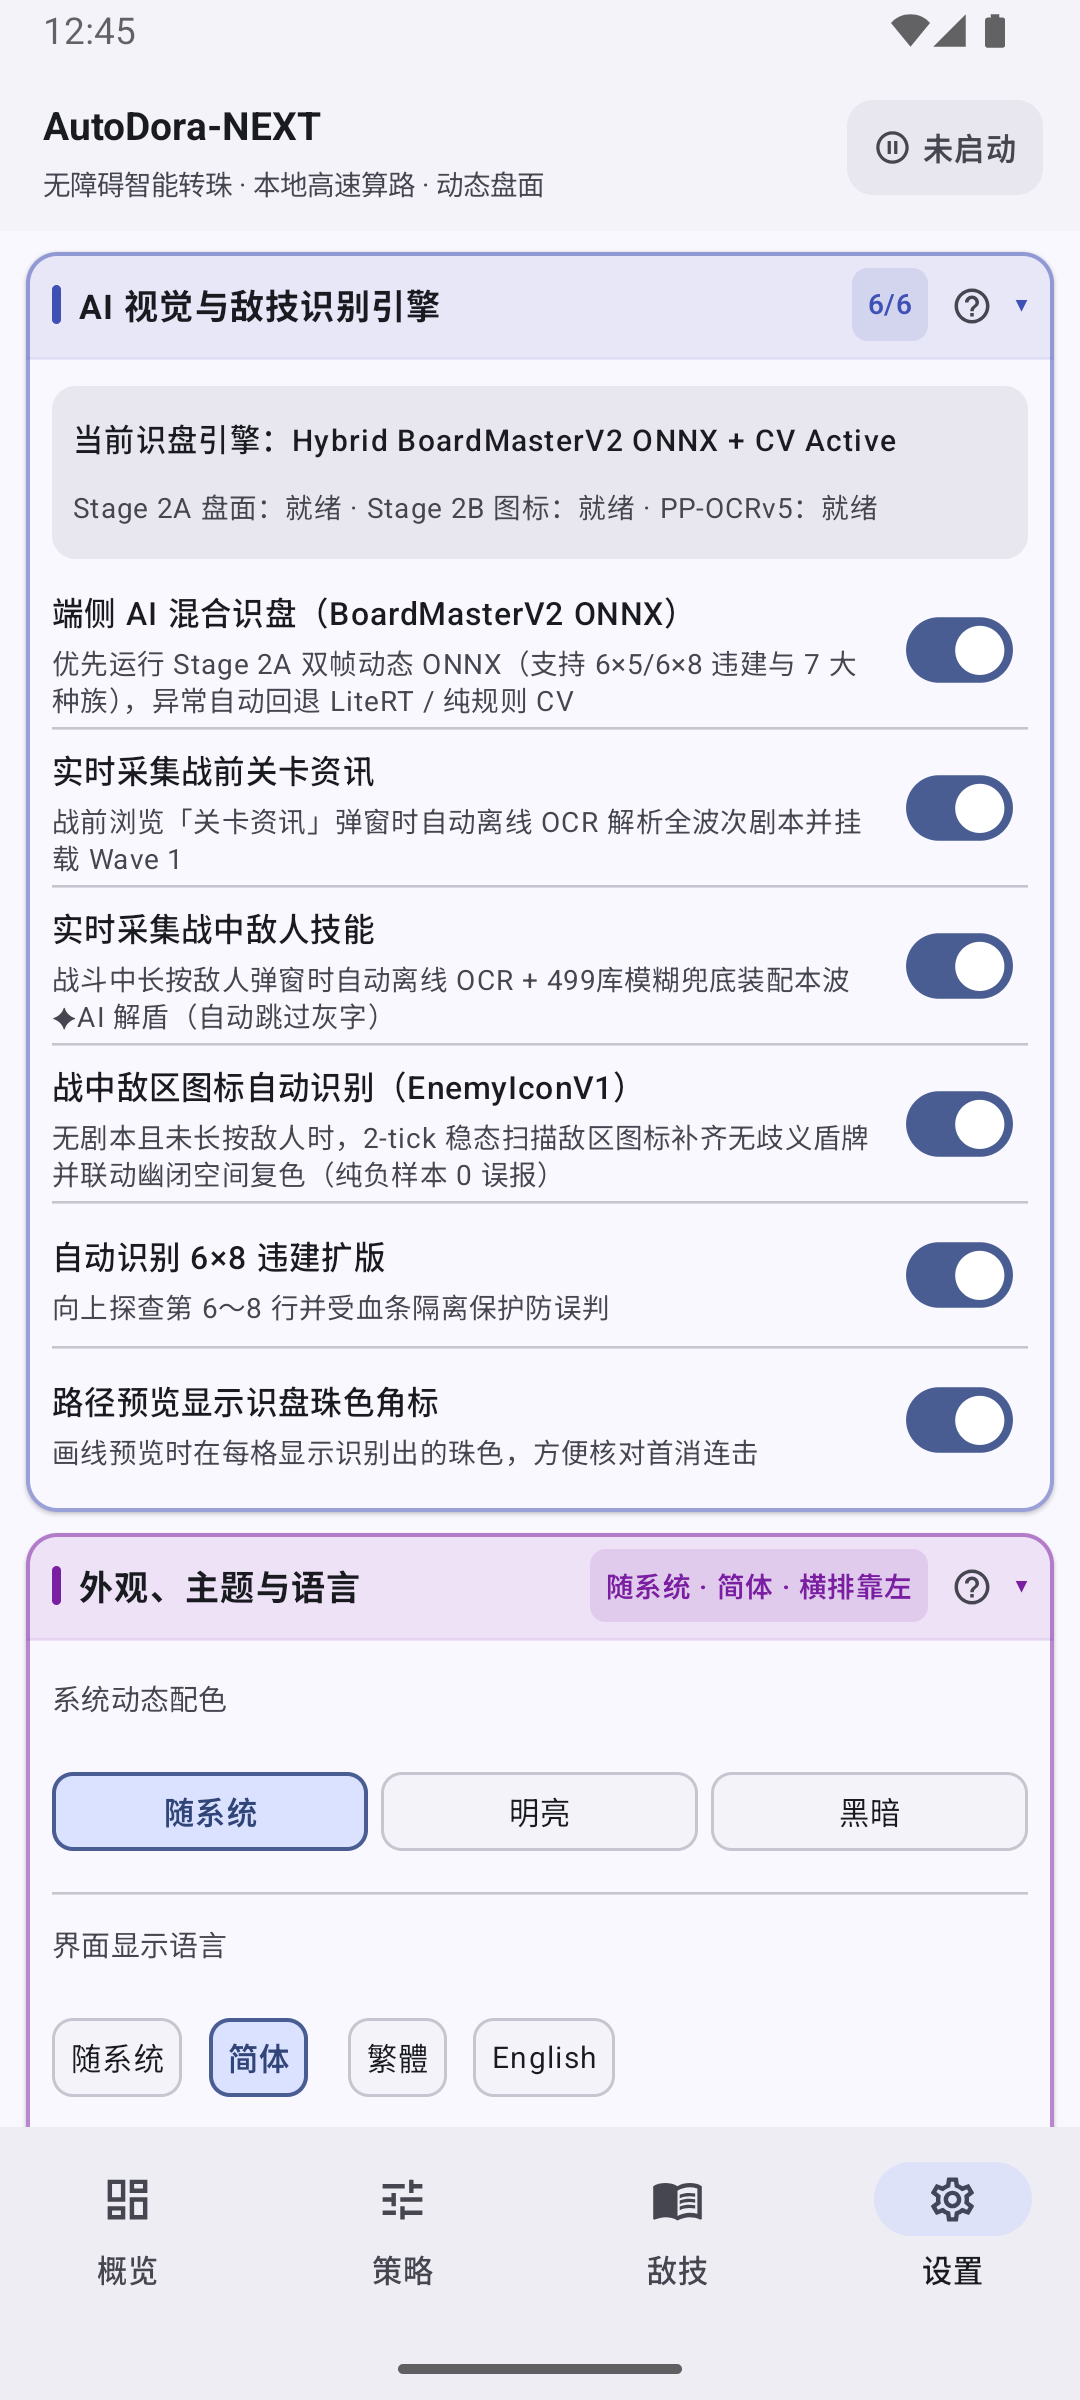 12:45
AutoDora-NEXT
无障碍智能转珠 · 本地高速算路 · 动态盘面
未启动
AI 视觉与敌技识别引擎
6/6
当前识盘引擎：Hybrid BoardMasterV2 ONNX + CV Active
Stage 2A 盘面：就绪 · Stage 2B 图标：就绪 · PP-OCRv5：就绪
端侧 AI 混合识盘（BoardMasterV2 ONNX）
优先运行 Stage 2A 双帧动态 ONNX（支持 6×5/6×8 违建与 7 大
种族），异常自动回退 LiteRT / 纯规则 CV
实时采集战前关卡资讯
战前浏览「关卡资讯」弹窗时自动离线 OCR 解析全波次剧本并挂
载 Wave 1
实时采集战中敌人技能
战斗中长按敌人弹窗时自动离线 OCR + 499库模糊兜底装配本波
✦AI 解盾（自动跳过灰字）
战中敌区图标自动识别（EnemyIconV1）
无剧本且未长按敌人时，2-tick 稳态扫描敌区图标补齐无歧义盾牌
并联动幽闭空间复色（纯负样本 0 误报）
自动识别 6×8 违建扩版
向上探查第 6～8 行并受血条隔离保护防误判
路径预览显示识盘珠色角标
画线预览时在每格显示识别出的珠色，方便核对首消连击
外观、主题与语言
随系统 · 简体 · 横排靠左
系统动态配色
随系统
明亮
黑暗
界面显示语言
随系统
简体
繁體
English
概览
策略
敌技
设置